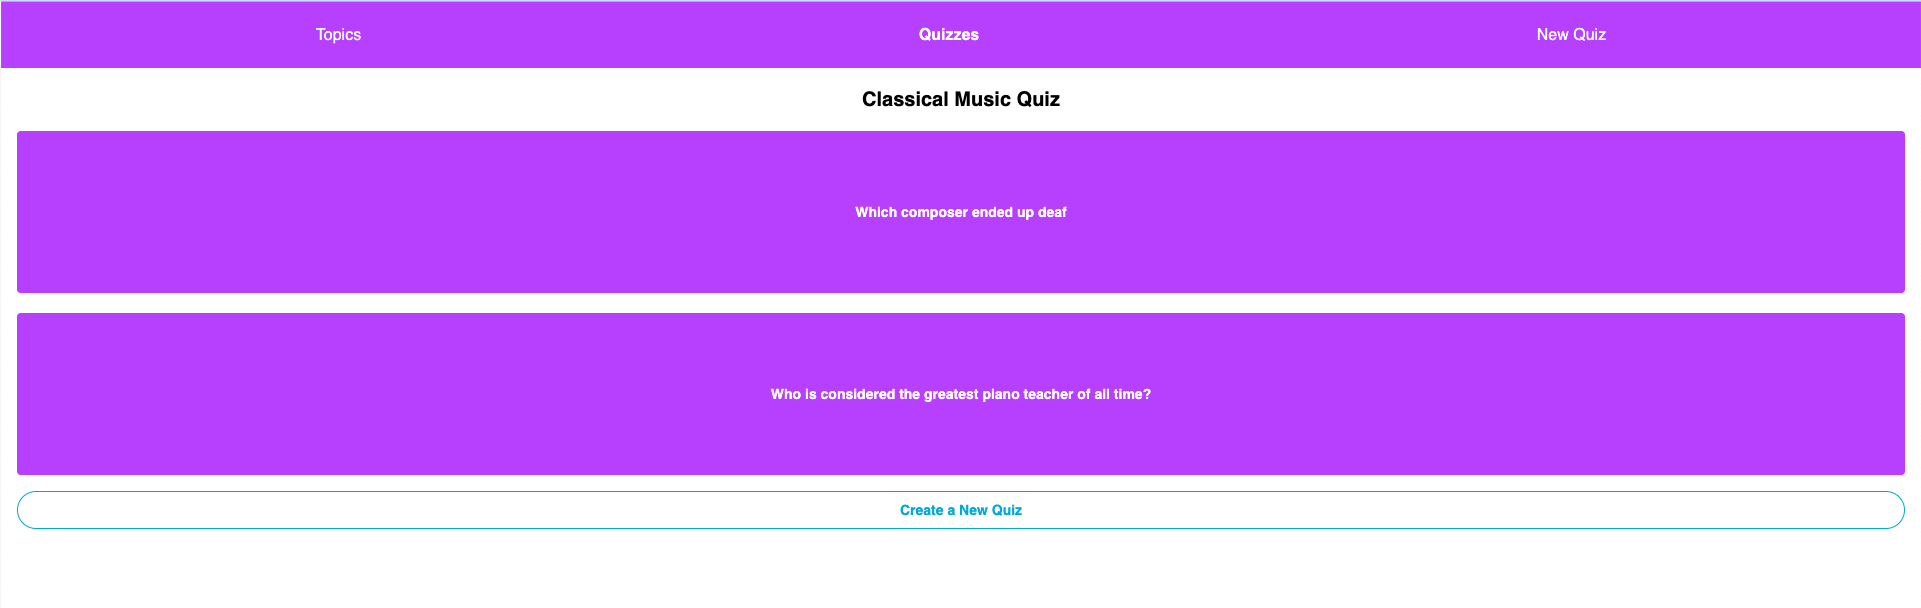 Topics Quizzes New Quiz
Classical Music Quiz
Which composer ended up deaf
Who is considered the greatest piano teacher of all time?
Create a New Quiz